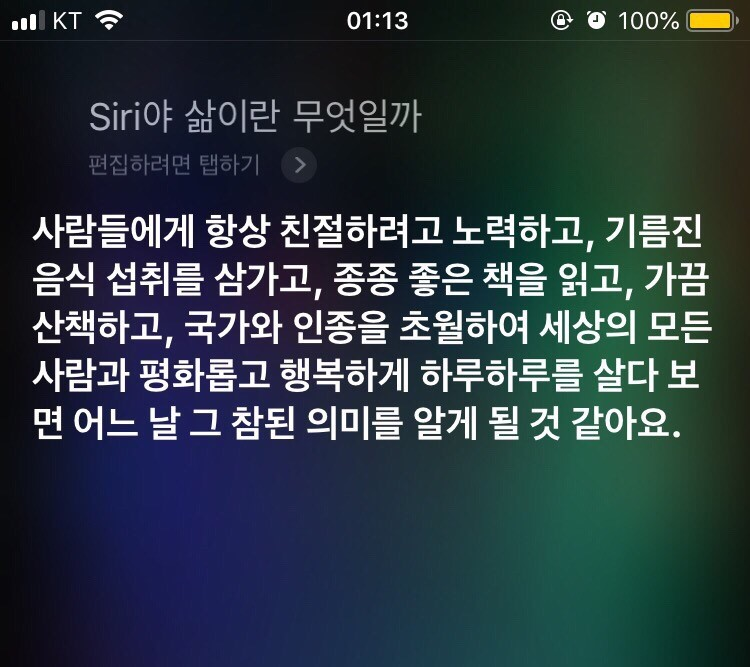 KT 01:13 100%
Siri야 삶이란 무엇일까
편집하려면 탭하기
사람들에게 항상 친절하려고 노력하고, 기름진
음식 섭취를 삼가고, 종종 좋은 책을 읽고, 가끔
산책하고, 국가와 인종을 초월하여 세상의 모든
사람과 평화롭고 행복하게 하루하루를 살다 보
면 어느 날 그 참된 의미를 알게 될 것 같아요.